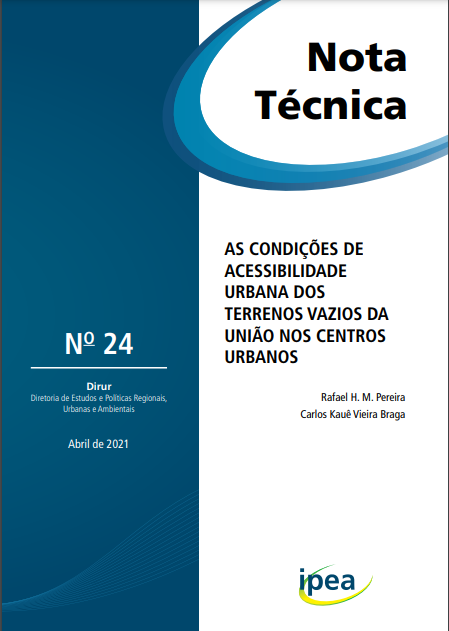 Nota
Técnica
AS CONDIÇÕES DE
ACESSIBILIDADE
URBANA DOS
TERRENOS VAZIOS DA
UNIÃO NOS CENTROS
URBANOS
Nº 24
Dirur
Diretoria de Estudos e Políticas Regionais,
Urbanas e Ambientais
Abril de 2021
Rafael H. M. Pereira
Carlos Kauê Vieira Braga
ipea